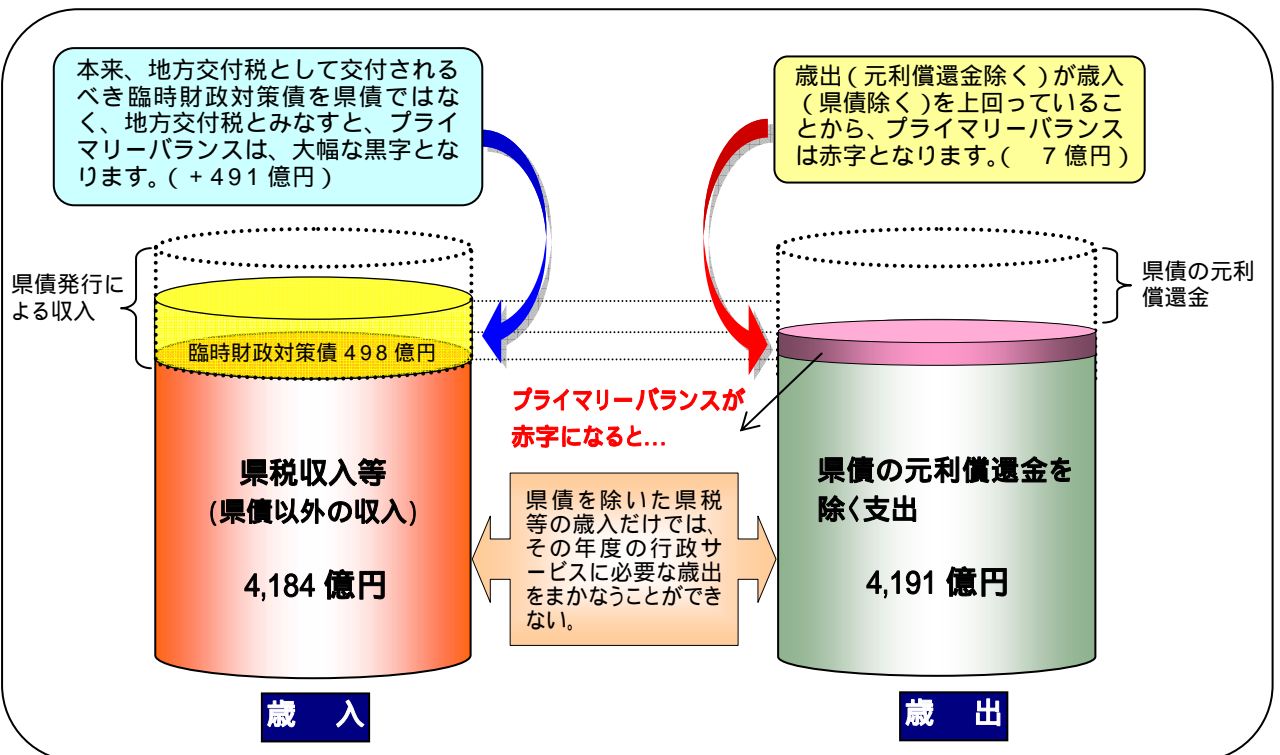 本来、地方交付税として交付される
べき臨時財政対策債を県債ではな
く、地方交付税とみなすと、プライ
マリーバランスは、大幅な黒字とな
ります。(+491億円)
歳出(元利償還金除く)が歳入
(県債除く)を上回っているこ
とから、プライマリーバランス
は赤字となります。(　7億円)
県債発行に
よる収入
県債の元利
償還金
臨時財政対策債 498億円
プライマリーバランスが
赤字になると...
県税収入等
(県債以外の収入)
4,184 億円
県債を除いた県税
等の歳入だけでは、
その年度の行政サ
ービスに必要な歳出
をまかなうことができ
ない。
県債の元利償還金を
除く支出
4,191 億円
歳　入
歳　出